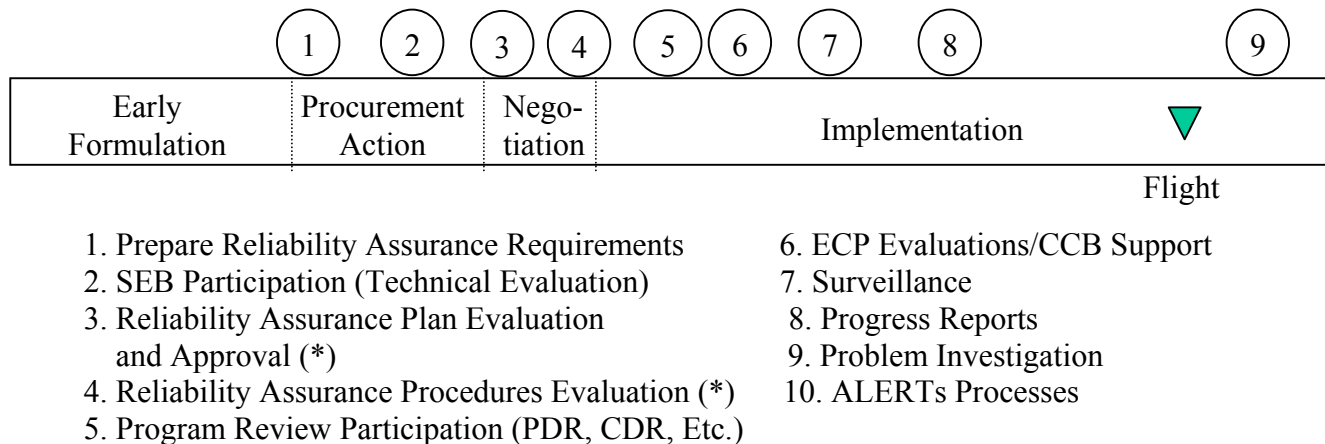 1 2 3 4 5 6 7 8 9
Early Formulation
Procurement Action
Nego-
tiation
Implementation
Flight
1. Prepare Reliability Assurance Requirements
2. SEB Participation (Technical Evaluation)
3. Reliability Assurance Plan Evaluation
and Approval (*)
4. Reliability Assurance Procedures Evaluation (*)
5. Program Review Participation (PDR, CDR, Etc.)
6. ECP Evaluations/CCB Support
7. Surveillance
8. Progress Reports
9. Problem Investigation
10. ALERTs Processes